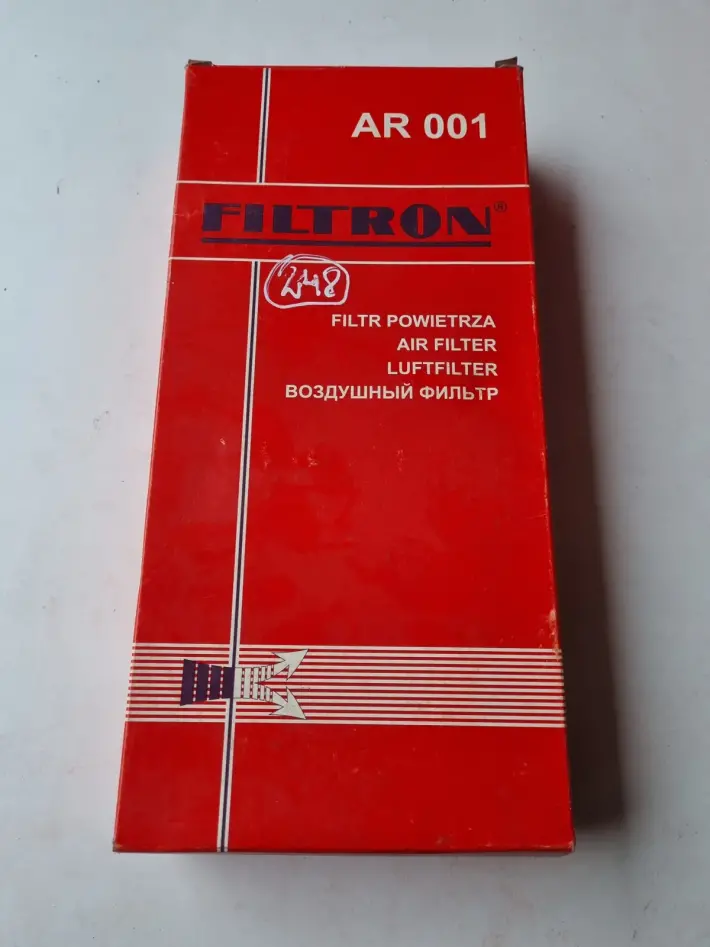 AR 001
FILTRON®
248
FILTR POWIETRZA
AIR FILTER
LUFTFILTER
ВОЗДУШНЫЙ ФИЛЬТР